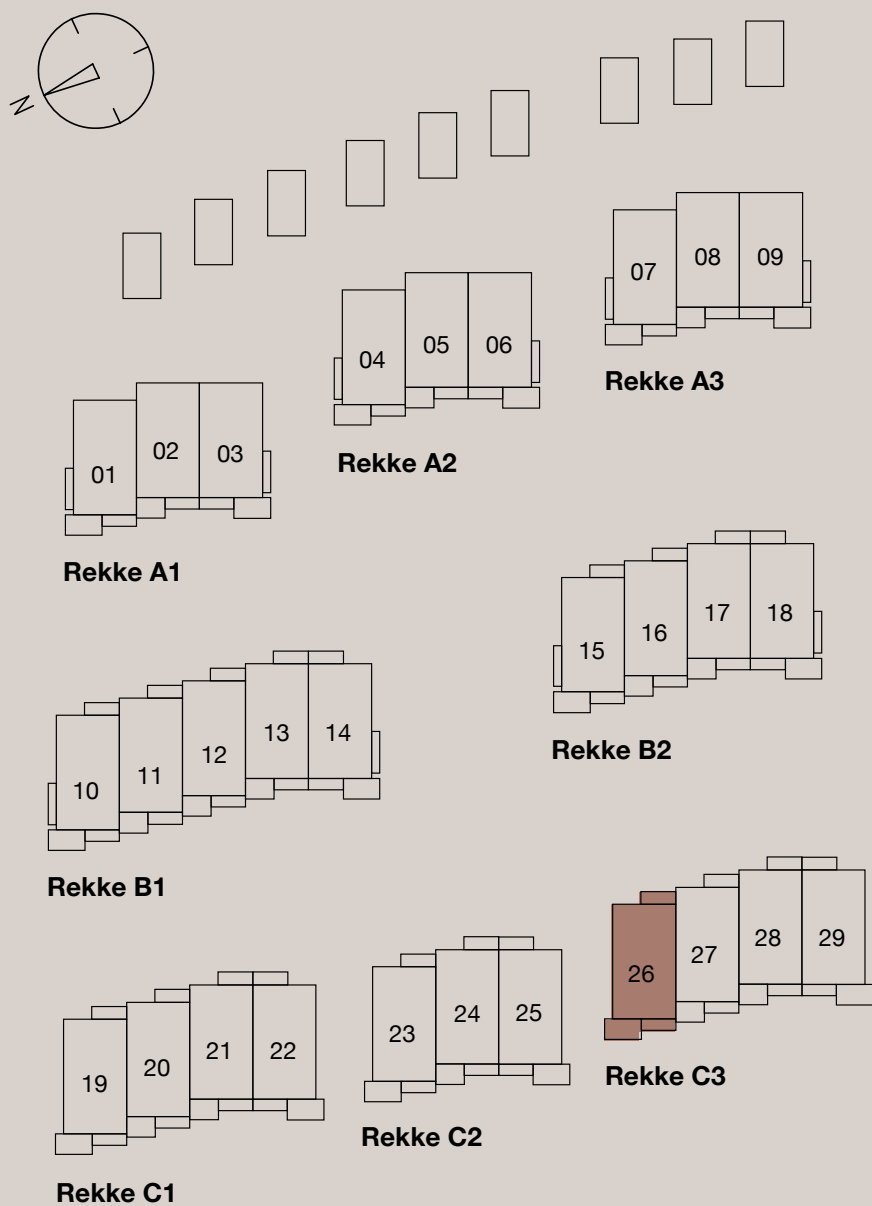 N
07 08 09
Rekke A3
04 05 06
Rekke A2
01 02 03
Rekke A1
15 16 17 18
Rekke B2
10 11 12 13 14
Rekke B1
26 27 28 29
Rekke C3
23 24 25
Rekke C2
19 20 21 22
Rekke C1